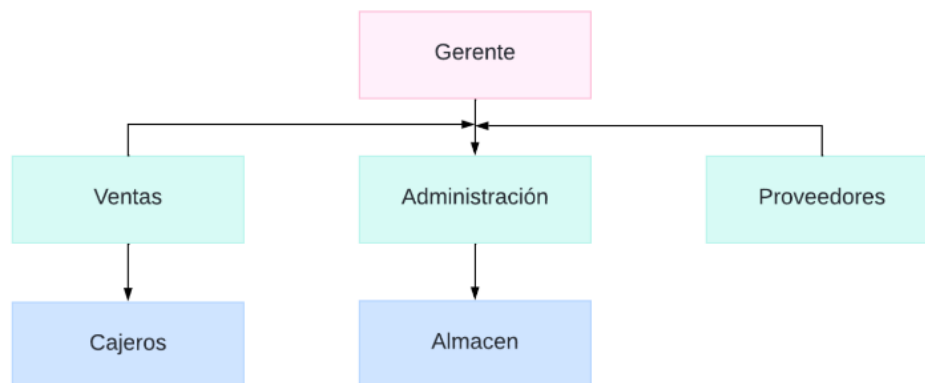 Gerente
Ventas
Administración
Proveedores
Cajeros
Almacen